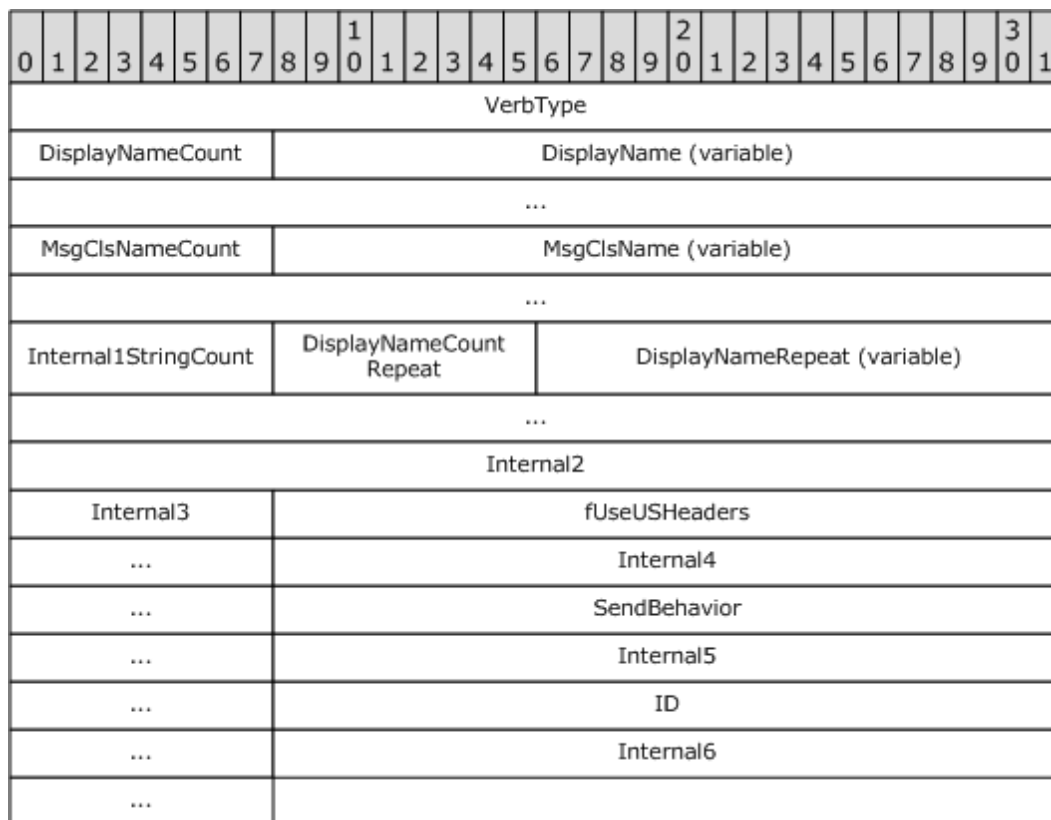 1 2 3
0 1 2 3 4 5 6 7 8 9 0 1 2 3 4 5 6 7 8 9 0 1 2 3 4 5 6 7 8 9 0 1
VerbType
DisplayNameCount DisplayName (variable)
...
MsgClsNameCount MsgClsName (variable)
...
Internal1StringCount DisplayNameCount Repeat DisplayNameRepeat (variable)
...
Internal2
Internal3 fUseUSHeaders
... Internal4
... SendBehavior
... Internal5
... ID
... Internal6
...